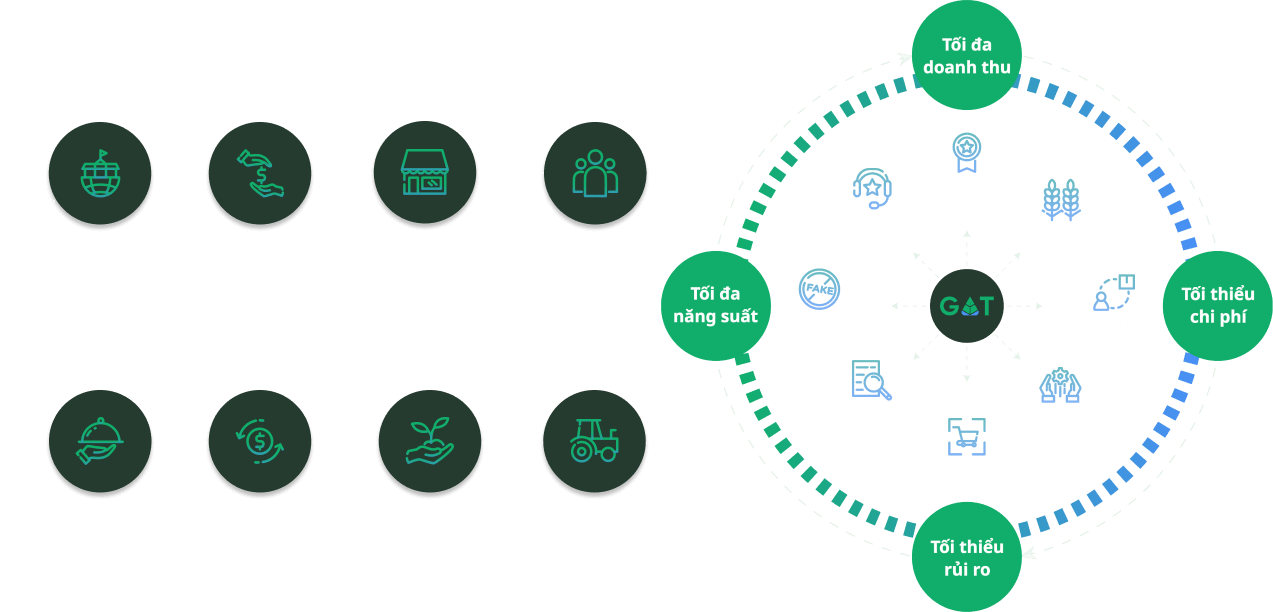 Tối đa
doanh thu
Tối đa
năng suất
FAKE
GAT
Tối thiểu
chi phí
Tối thiểu
rủi ro